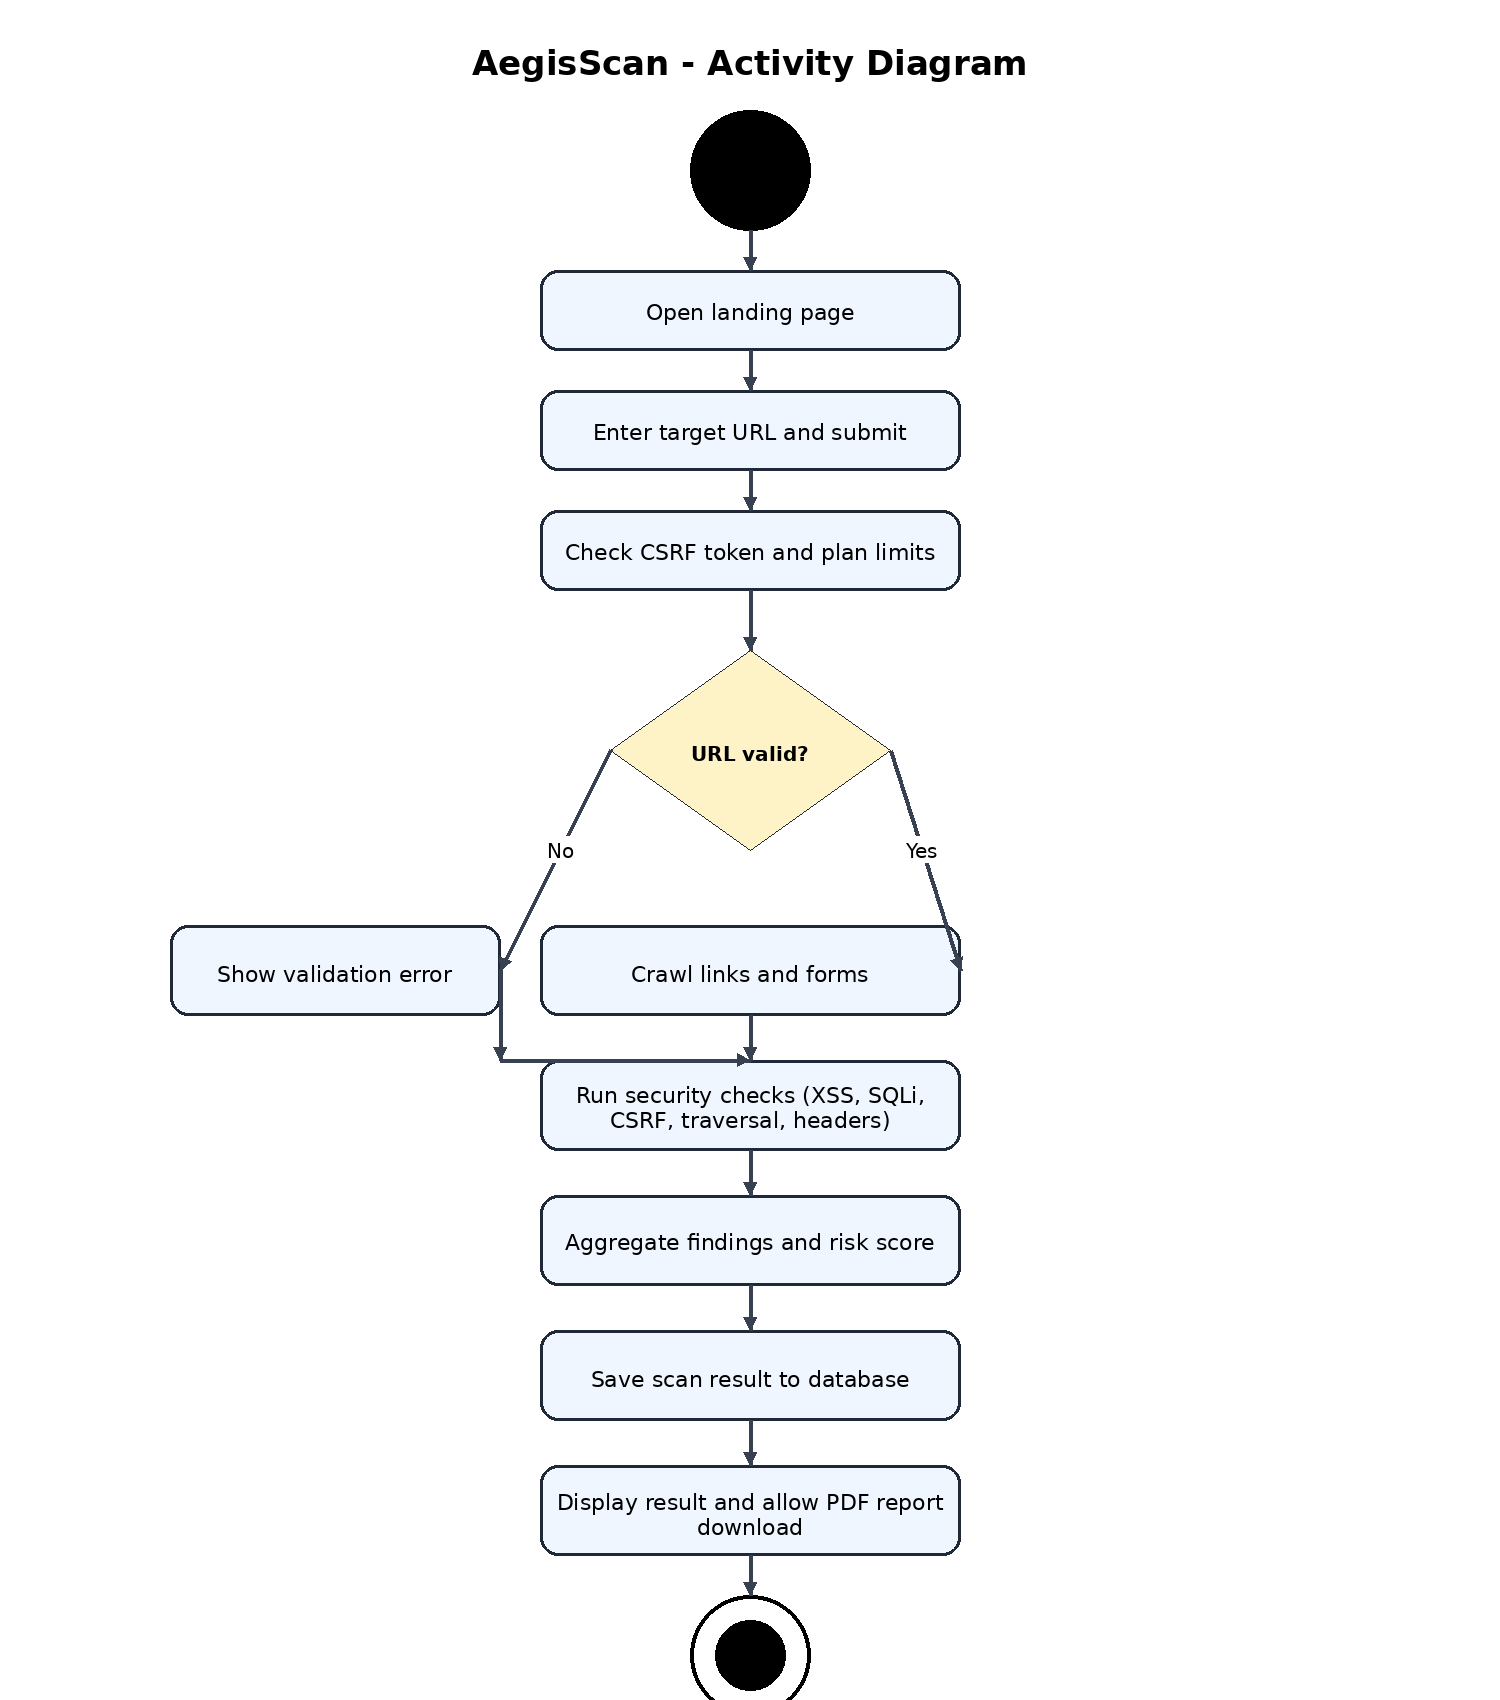 AegisScan - Activity Diagram
Open landing page
Enter target URL and submit
Check CSRF token and plan limits
URL valid?
No
Yes
Show validation error
Crawl links and forms
Run security checks (XSS, SQLi,
CSRF, traversal, headers)
Aggregate findings and risk score
Save scan result to database
Display result and allow PDF report
download